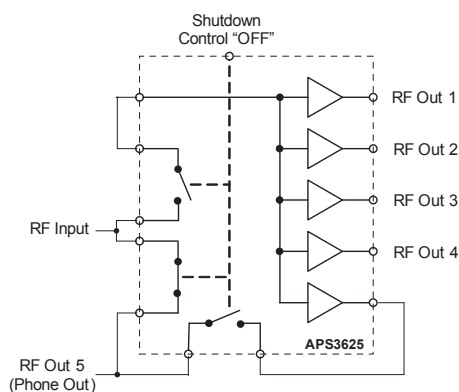 Shutdown
Control “OFF”
RF Out 1
RF Out 2
RF Out 3
RF Input
RF Out 4
APS3625
RF Out 5
(Phone Out)